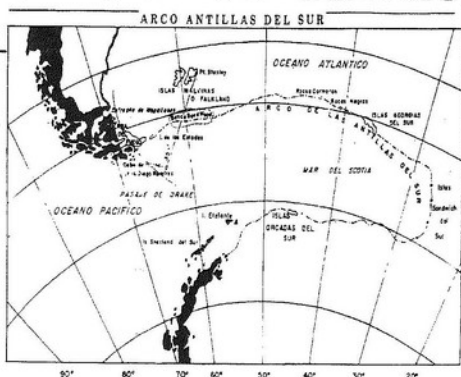 ARCO ANTILLAS DEL SUR
OCEANO ATLANTICO
Pt. Stanley
ISLAS MALVINAS
O FALKLAND
Rocas Cormoran
Rocas Negras
Estrecho de Magallanes
ARCO DE LAS ANTILLAS DEL SUR
ISLAS GEORGIAS
DEL SUR
I. de los Estados
MAR DEL SCOTIA
Islas
Sandwich
del
Sur
I. Diego Ramirez
PASAJE DE DRAKE
OCEANO PACIFICO
I. Elefante
ISLAS
ORCADAS DEL
SUR
Is Shetland del Sur
90° 80° 70° 60° 50° 40° 30° 20°